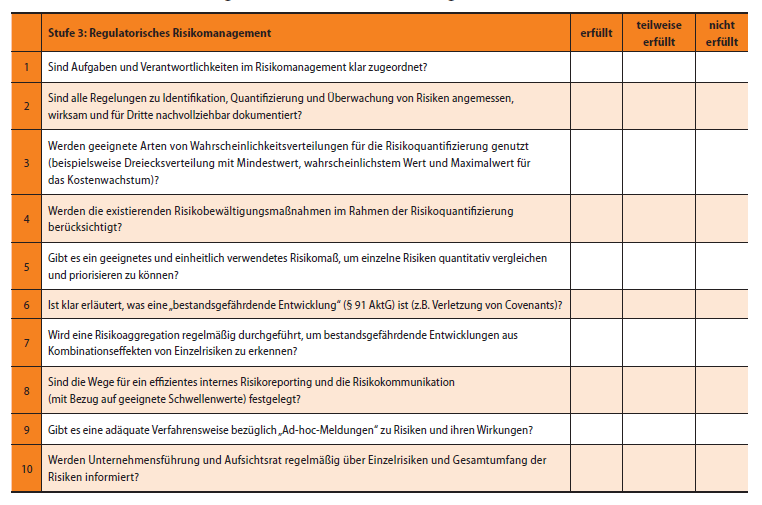 Stufe 3: Regulatorisches Risikomanagement
erfüllt
teilweise
erfüllt
nicht
erfüllt
1
Sind Aufgaben und Verantwortlichkeiten im Risikomanagement klar zugeordnet?
2
Sind alle Regelungen zu Identifikation, Quantifizierung und Überwachung von Risiken angemessen,
wirksam und für Dritte nachvollziehbar dokumentiert?
3
Werden geeignete Arten von Wahrscheinlichkeitsverteilungen für die Risikoquantifizierung genutzt
(beispielsweise Dreiecksverteilung mit Mindestwert, wahrscheinlichstem Wert und Maximalwert für
das Kostenwachstum)?
4
Werden die existierenden Risikobewältigungsmaßnahmen im Rahmen der Risikoquantifizierung
berücksichtigt?
5
Gibt es ein geeignetes und einheitlich verwendetes Risikomaß, um einzelne Risiken quantitativ vergleichen
und priorisieren zu können?
6
Ist klar erläutert, was eine „bestandsgefährdende Entwicklung“ (§ 91 AktG) ist (z.B. Verletzung von Covenants)?
7
Wird eine Risikoaggregation regelmäßig durchgeführt, um bestandsgefährdende Entwicklungen aus
Kombinationseffekten von Einzelrisiken zu erkennen?
8
Sind die Wege für ein effizientes internes Risikoreporting und die Risikokommunikation
(mit Bezug auf geeignete Schwellenwerte) festgelegt?
9
Gibt es eine adäquate Verfahrensweise bezüglich „Ad-hoc-Meldungen“ zu Risiken und ihren Wirkungen?
10
Werden Unternehmensführung und Aufsichtsrat regelmäßig über Einzelrisiken und Gesamtumfang der
Risiken informiert?